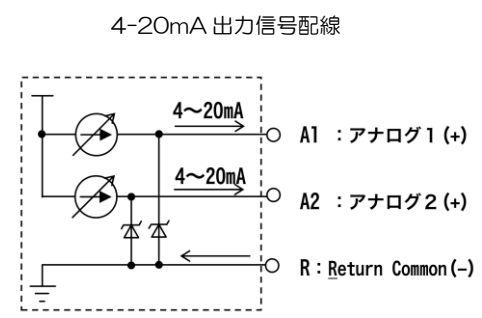 4-20mA 出力信号配線
4～20mA
A1 ：アナログ1(+)
4～20mA
A2 ：アナログ2(+)
R：Return Common(−)